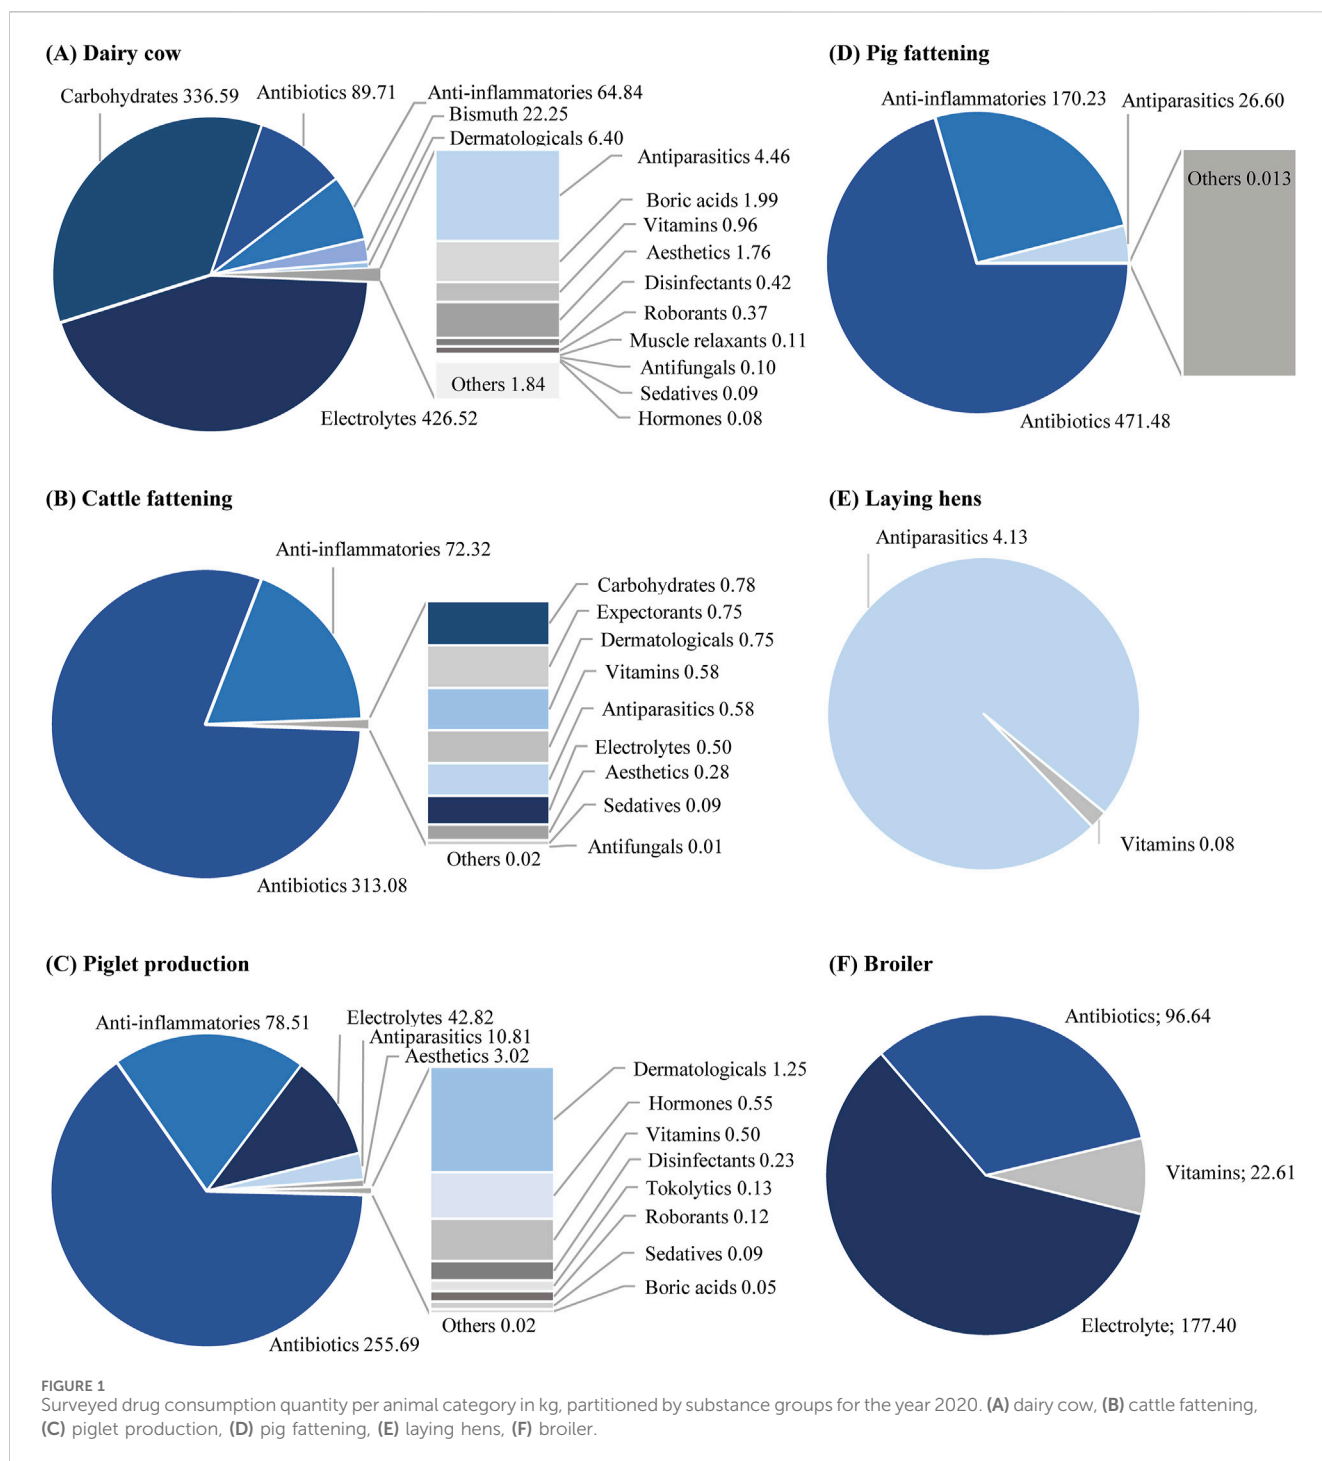 (A) Dairy cow
Carbohydrates 336.59
Antibiotics 89.71
Anti-inflammatories 64.84
Bismuth 22.25
Dermatologicals 6.40
Antiparasitics 4.46
Boric acids 1.99
Vitamins 0.96
Aesthetics 1.76
Disinfectants 0.42
Roborants 0.37
Muscle relaxants 0.11
Antifungals 0.10
Sedatives 0.09
Hormones 0.08
Others 1.84
Electrolytes 426.52
(B) Cattle fattening
Anti-inflammatories 72.32
Carbohydrates 0.78
Expectorants 0.75
Dermatologicals 0.75
Vitamins 0.58
Antiparasitics 0.58
Electrolytes 0.50
Aesthetics 0.28
Sedatives 0.09
Antifungals 0.01
Others 0.02
Antibiotics 313.08
(C) Piglet production
Anti-inflammatories 78.51
Electrolytes 42.82
Antiparasitics 10.81
Aesthetics 3.02
Dermatologicals 1.25
Hormones 0.55
Vitamins 0.50
Disinfectants 0.23
Tokolytics 0.13
Roborants 0.12
Sedatives 0.09
Boric acids 0.05
Others 0.02
Antibiotics 255.69
(D) Pig fattening
Anti-inflammatories 170.23
Antiparasitics 26.60
Others 0.013
Antibiotics 471.48
(E) Laying hens
Antiparasitics 4.13
Vitamins 0.08
(F) Broiler
Antibiotics; 96.64
Vitamins; 22.61
Electrolyte; 177.40
FIGURE 1
Surveyed drug consumption quantity per animal category in kg, partitioned by substance groups for the year 2020. (A) dairy cow, (B) cattle fattening,
(C) piglet production, (D) pig fattening, (E) laying hens, (F) broiler.